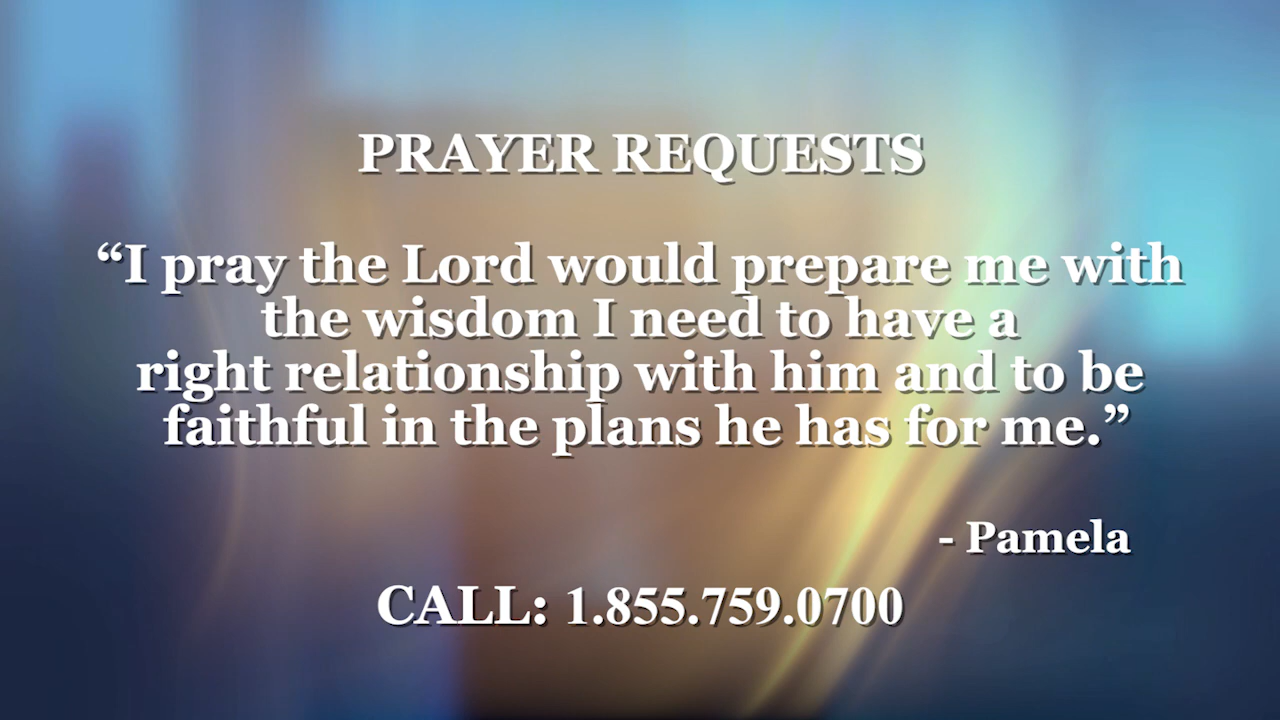 PRAYER REQUESTS
“I pray the Lord would prepare me with
the wisdom I need to have a
right relationship with him and to be
faithful in the plans he has for me.”
- Pamela
CALL: 1.855.759.0700